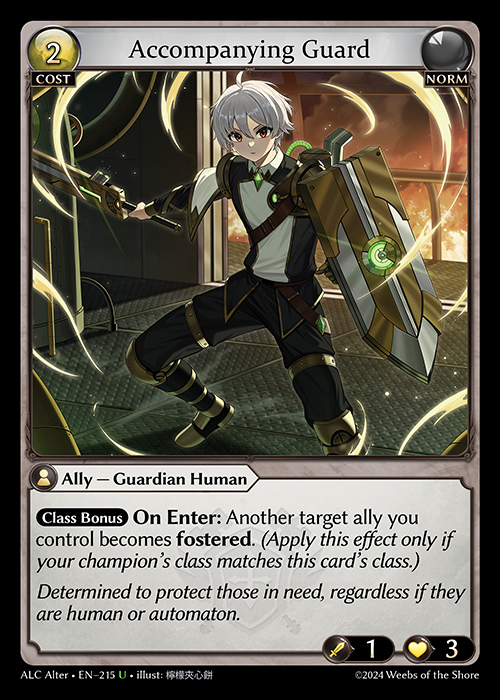 2
Accompanying Guard
COST
NORM
Ally — Guardian Human
Class Bonus On Enter: Another target ally you
control becomes fostered. (Apply this effect only if
your champion's class matches this card's class.)
Determined to protect those in need, regardless if they
are human or automaton.
1
3
ALC Alter • EN–215 U • illust: 檸檬夾心餅
©2024 Weebs of the Shore